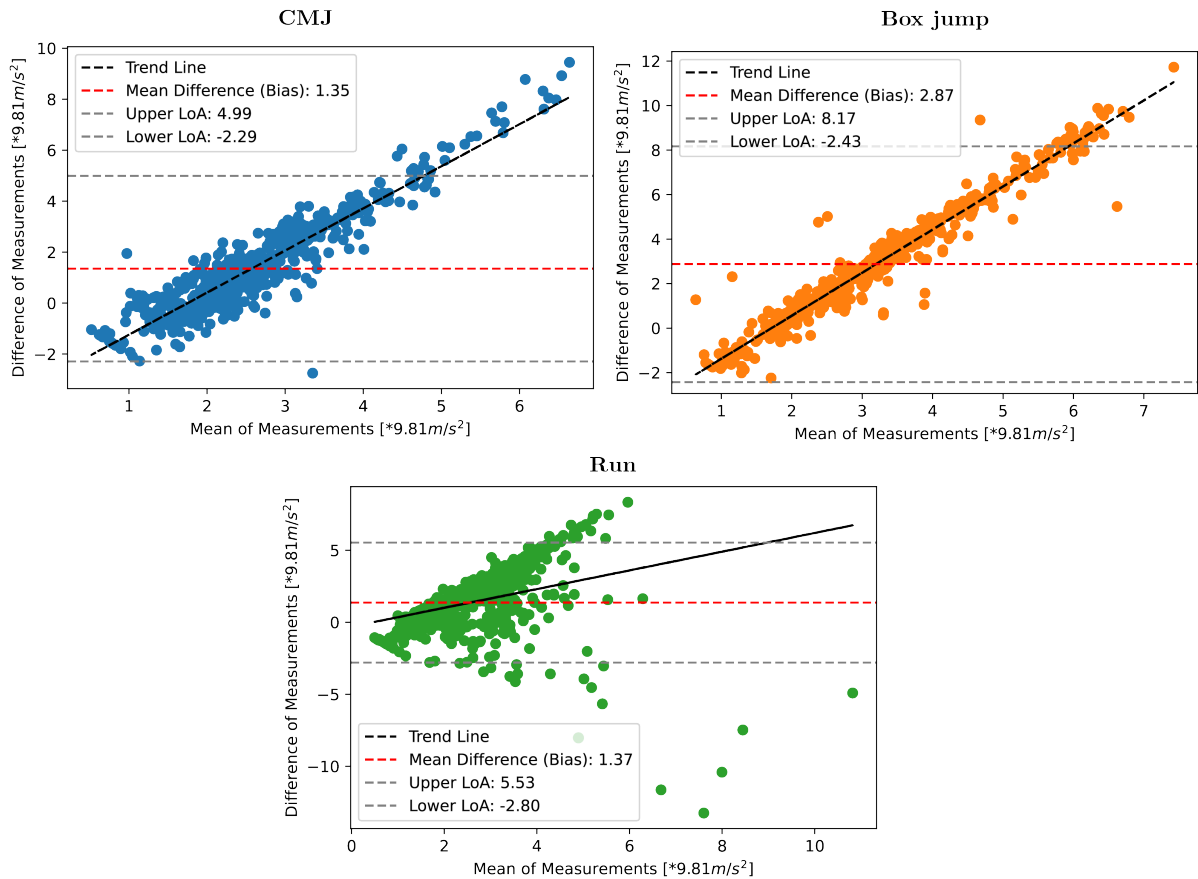 CMJ
Trend Line
Mean Difference (Bias): 1.35
Upper LoA: 4.99
Lower LoA: -2.29
10
8
6
4
2
0
−2
Difference of Measurements [*9.81m/s²]
1 2 3 4 5 6
Mean of Measurements [*9.81m/s²]
Box jump
Trend Line
Mean Difference (Bias): 2.87
Upper LoA: 8.17
Lower LoA: -2.43
12
10
8
6
4
2
0
−2
Difference of Measurements [*9.81m/s²]
1 2 3 4 5 6 7
Mean of Measurements [*9.81m/s²]
Run
5
0
−5
−10
Difference of Measurements [*9.81m/s²]
Trend Line
Mean Difference (Bias): 1.37
Upper LoA: 5.53
Lower LoA: -2.80
0 2 4 6 8 10
Mean of Measurements [*9.81m/s²]